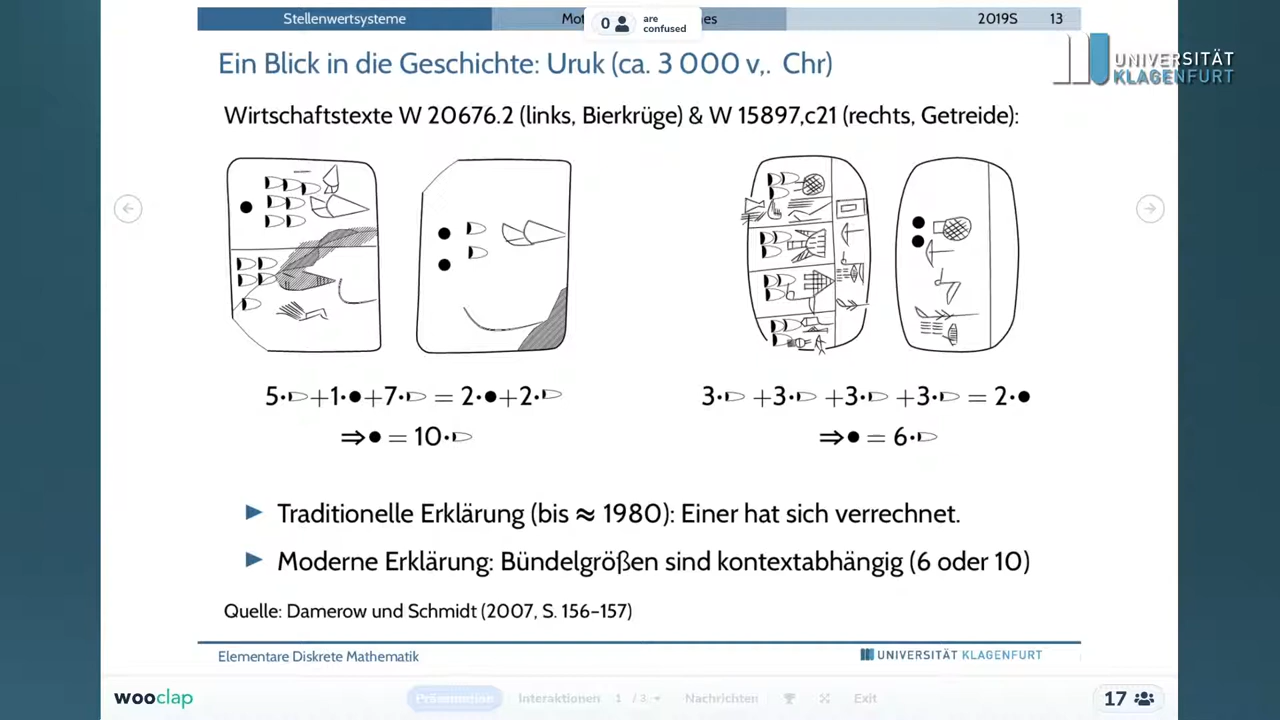 Stellenwertsysteme
2019S 13
0 are confused
Ein Blick in die Geschichte: Uruk (ca. 3 000 v,. Chr)
UNIVERSITÄT
KLAGENFURT
Wirtschaftstexte W 20676.2 (links, Bierkrüge) & W 15897,c21 (rechts, Getreide):
5·D+1·●+7·D = 2·●+2·D
3·D +3·D +3·D +3·D = 2·●
⇒● = 10·D
⇒● = 6·D
► Traditionelle Erklärung (bis ≈ 1980): Einer hat sich verrechnet.
► Moderne Erklärung: Bündelgrößen sind kontextabhängig (6 oder 10)
Quelle: Damerow und Schmidt (2007, S. 156–157)
Elementare Diskrete Mathematik
UNIVERSITÄT KLAGENFURT
wooclap
Präsentation Interaktionen 1 / 3 Nachrichten Exit
17